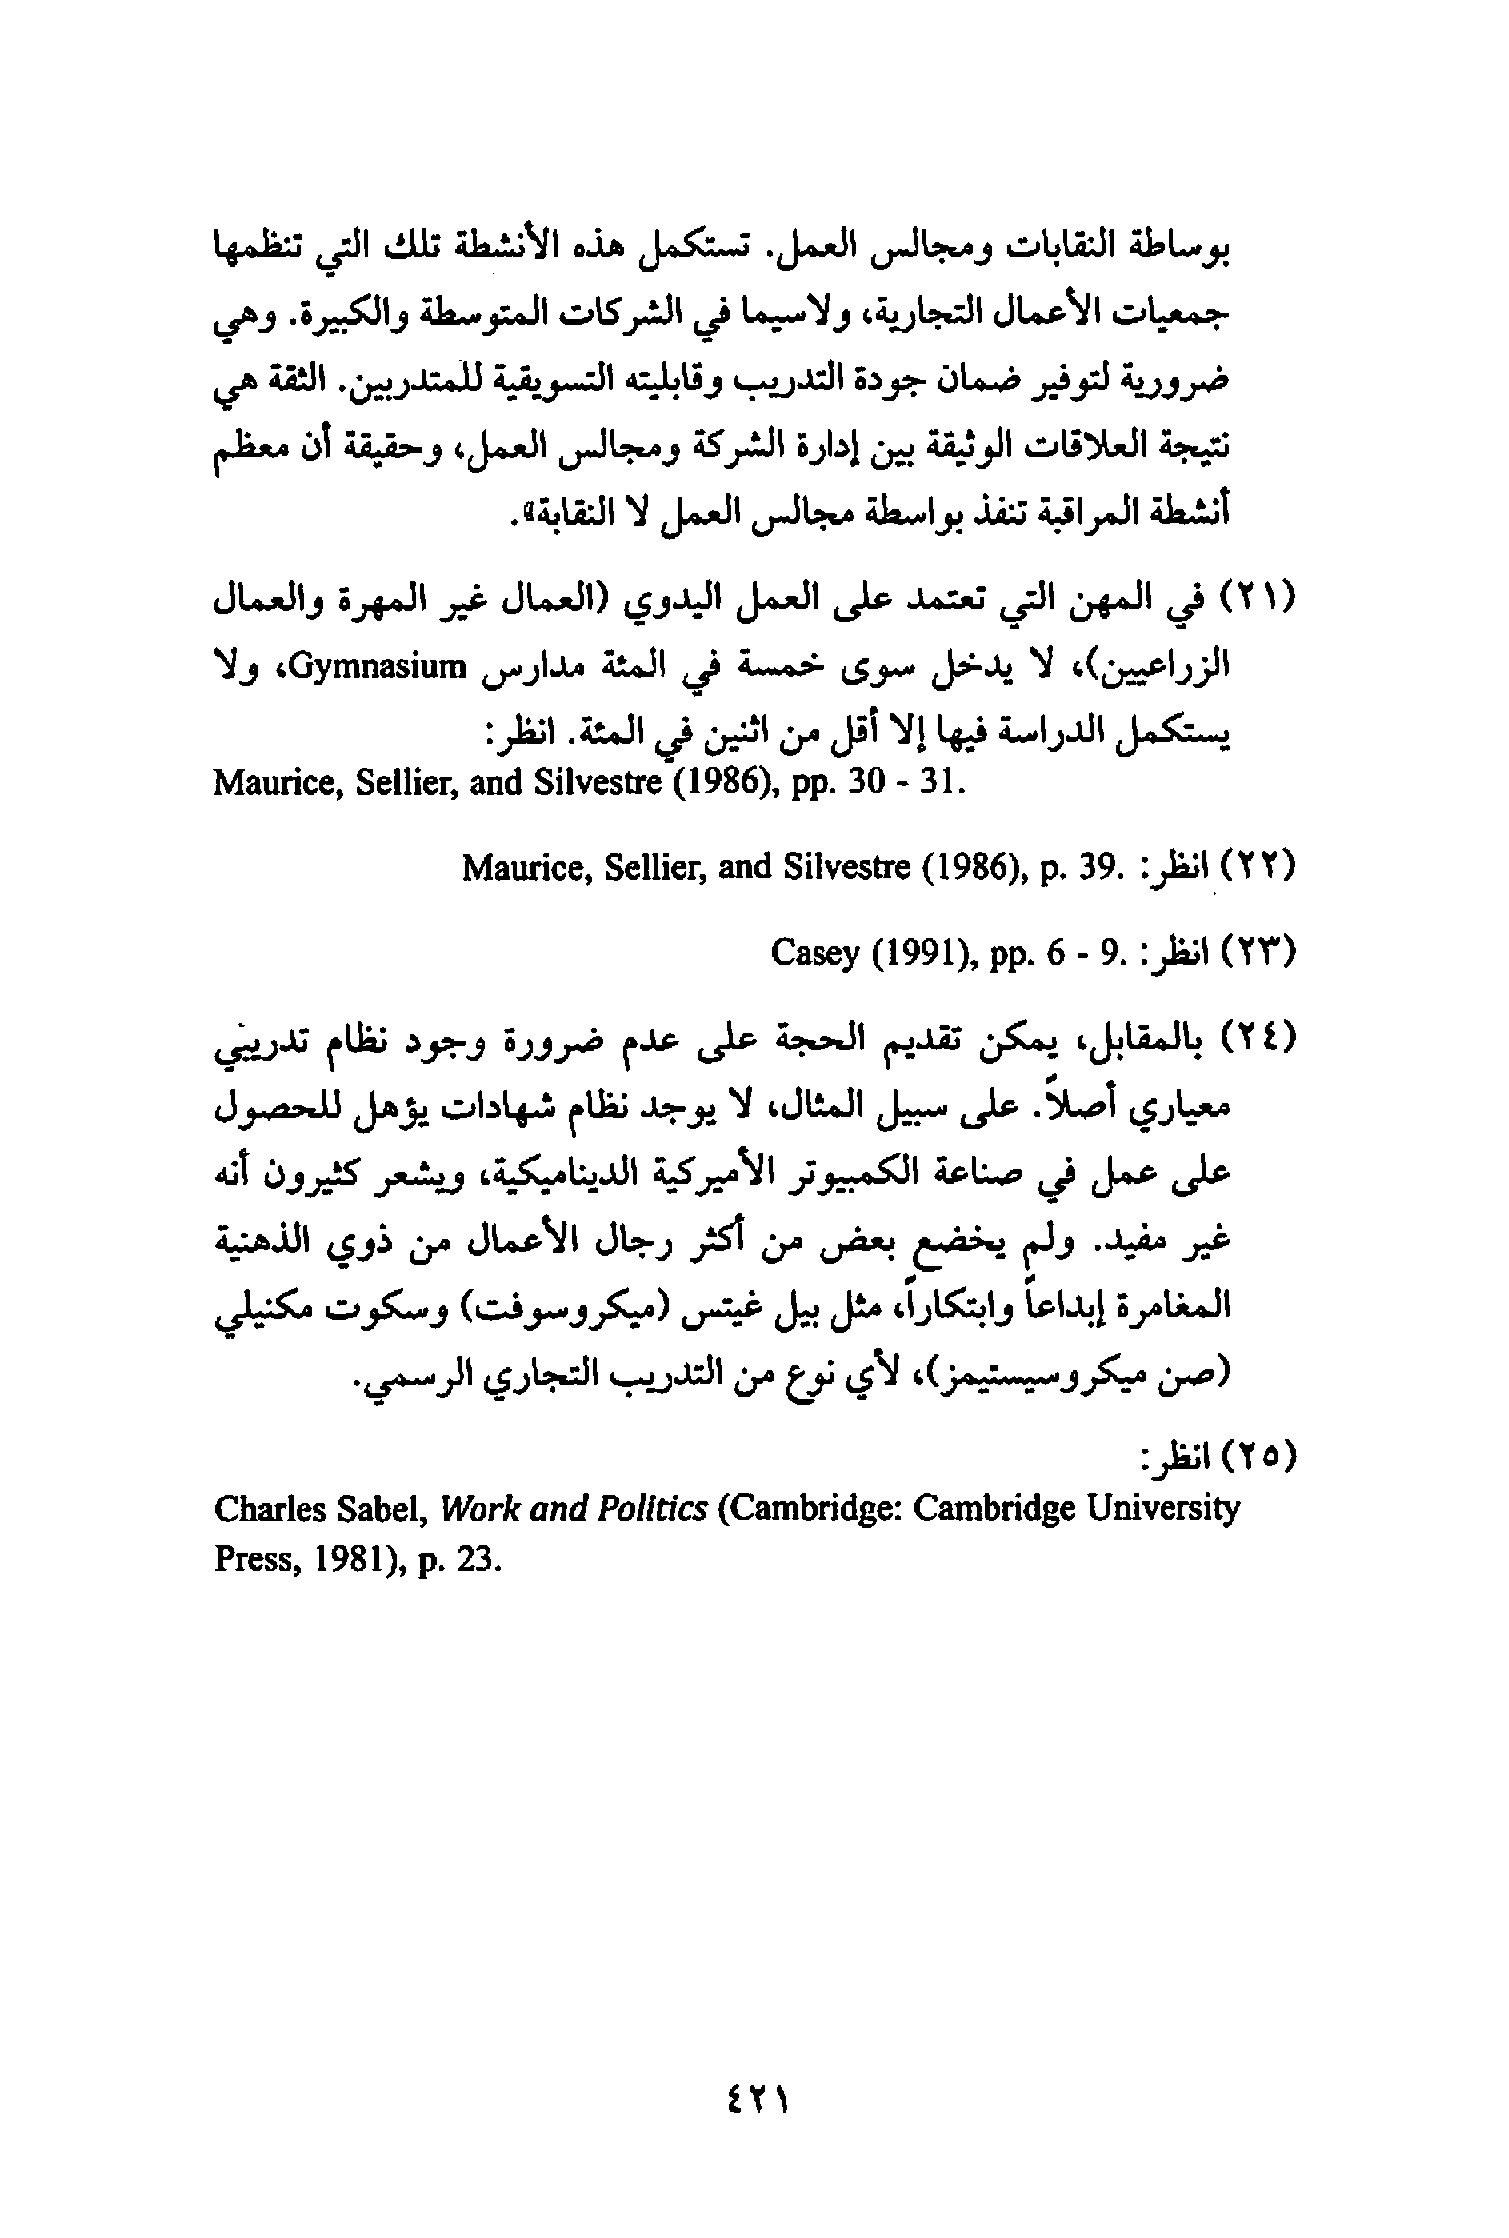 بوساطة النقابات ومجالس العمل. تستكمل هذه الأنشطة تلك التي تنظمها
جمعيات الأعمال التجارية، ولاسيما في الشركات المتوسطة والكبيرة. وهي
ضرورية لتوفير ضمان جودة التدريب وقابليته التسويقية للمتدربين. الثقة هي
نتيجة العلاقات الوثيقة بين إدارة الشركة ومجالس العمل، وحقيقة أن معظم
أنشطة المراقبة تنفذ بواسطة مجالس العمل لا النقابة».
(٢١) في المهن التي تعتمد على العمل اليدوي (العمال غير المهرة والعمال
الزراعيين)، لا يدخل سوى خمسة في المئة مدارس Gymnasium، ولا
يستكمل الدراسة فيها إلا أقل من اثنين في المئة. انظر:
Maurice, Sellier, and Silvestre (1986), pp. 30 - 31.
(٢٢) انظر: Maurice, Sellier, and Silvestre (1986), p. 39.
(٢٣) انظر: Casey (1991), pp. 6 - 9.
(٢٤) بالمقابل، يمكن تقديم الحجة على عدم ضرورة وجود نظام تدريبي
معياري أصلاً. على سبيل المثال، لا يوجد نظام شهادات يؤهل للحصول
على عمل في صناعة الكمبيوتر الأميركية الديناميكية، ويشعر كثيرون أنه
غير مفيد. ولم يخضع بعض من أكثر رجال الأعمال من ذوي الذهنية
المغامرة إبداعاً وابتكاراً، مثل بيل غيتس (ميكروسوفت) وسكوت مكنيلي
(صن ميكروسيستيمز)، لأي نوع من التدريب التجاري الرسمي.
(٢٥) انظر:
Charles Sabel, Work and Politics (Cambridge: Cambridge University
Press, 1981), p. 23.
٤٢١